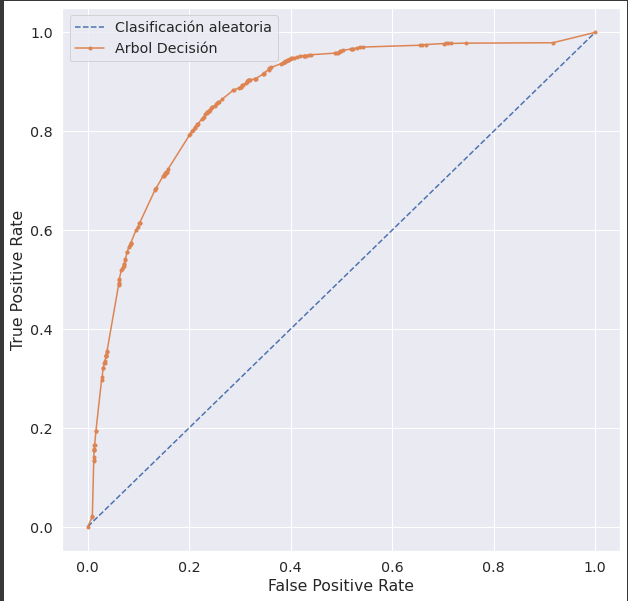 Clasificación aleatoria
Arbol Decisión
1.0
0.8
0.6
0.4
0.2
0.0
True Positive Rate
0.0 0.2 0.4 0.6 0.8 1.0
False Positive Rate